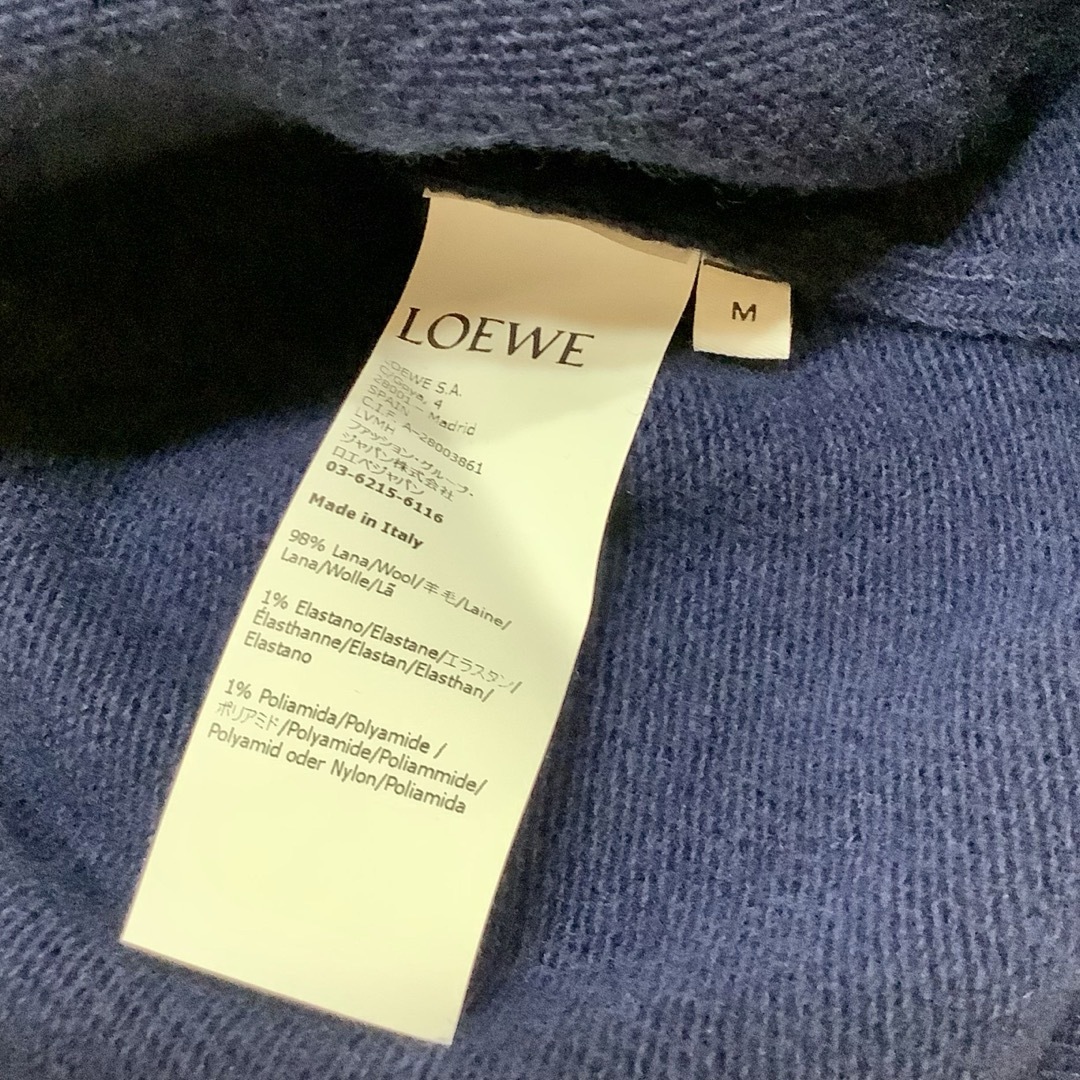 LOEWE
M
LOEWE S.A.
C/Goya, 4
28001 — Madrid
SPAIN
C.I.F. A-28003861
LVMH
ファッション・グループ・
ジャパン株式会社
ロエベジャパン
03-6215-6116
Made in Italy
98% Lana/Wool/羊毛/Laine/
Lana/Wolle/Lã
1% Elastano/Elastane/エラスタン/
Élasthanne/Elastan/Elasthan/
Elastano
1% Poliamida/Polyamide /
ポリアミド/Polyamide/Poliammide/
Polyamid oder Nylon/Poliamida